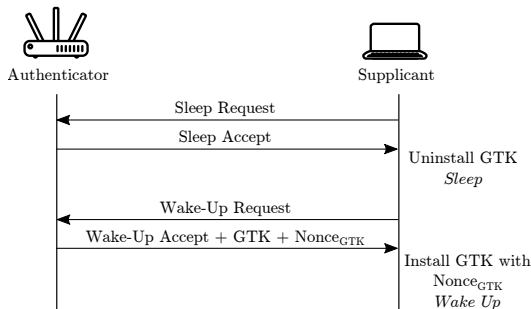 Authenticator
Supplicant
Sleep Request
Sleep Accept
Uninstall GTK
Sleep
Wake-Up Request
Wake-Up Accept + GTK + Nonce_GTK
Install GTK with
Nonce_GTK
Wake Up